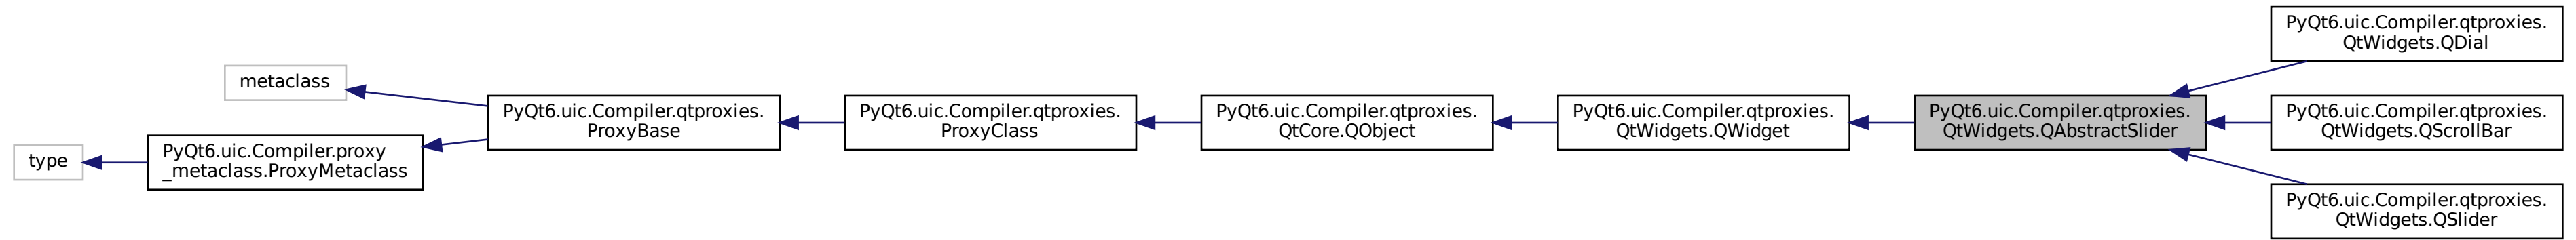 type
metaclass
PyQt6.uic.Compiler.proxy
_metaclass.ProxyMetaclass
PyQt6.uic.Compiler.qtproxies.
ProxyBase
PyQt6.uic.Compiler.qtproxies.
ProxyClass
PyQt6.uic.Compiler.qtproxies.
QtCore.QObject
PyQt6.uic.Compiler.qtproxies.
QtWidgets.QWidget
PyQt6.uic.Compiler.qtproxies.
QtWidgets.QAbstractSlider
PyQt6.uic.Compiler.qtproxies.
QtWidgets.QDial
PyQt6.uic.Compiler.qtproxies.
QtWidgets.QScrollBar
PyQt6.uic.Compiler.qtproxies.
QtWidgets.QSlider